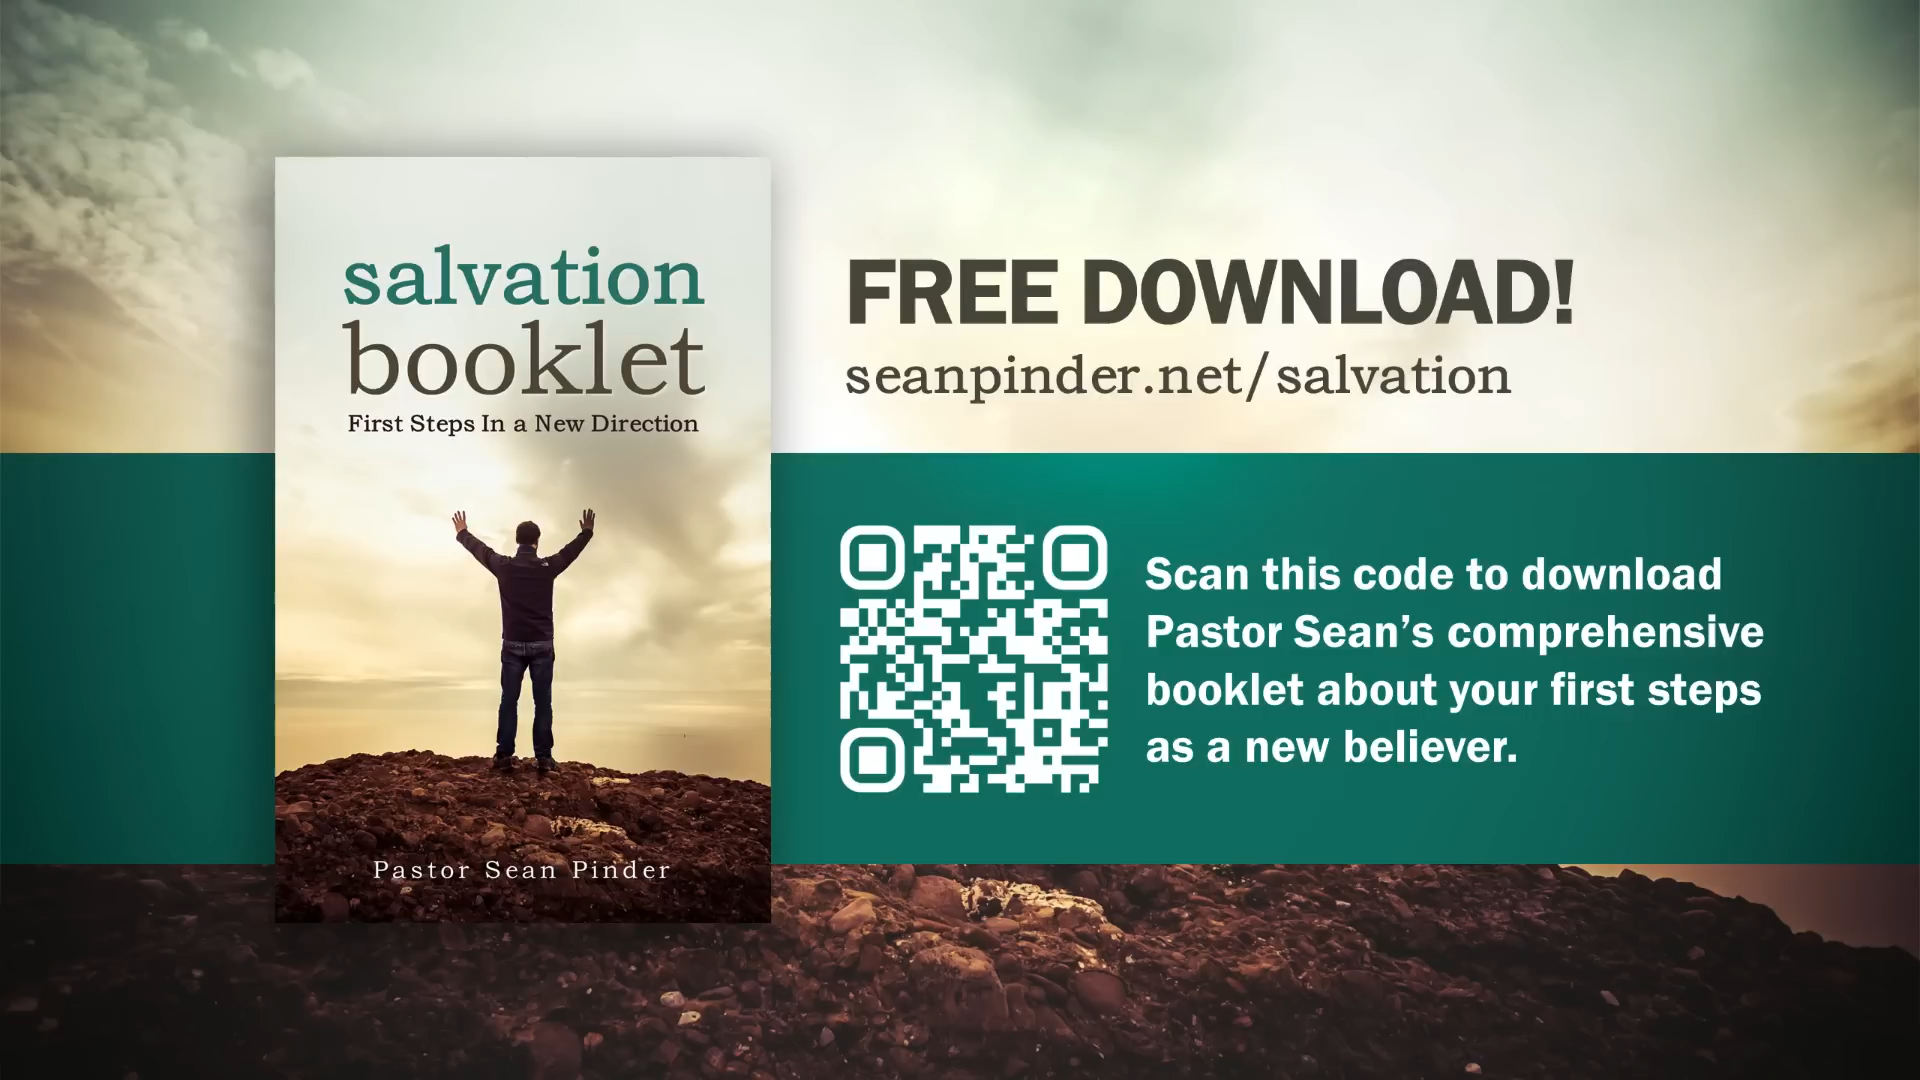 salvation
booklet
First Steps In a New Direction
Pastor Sean Pinder
FREE DOWNLOAD!
seanpinder.net/salvation
Scan this code to download
Pastor Sean’s comprehensive
booklet about your first steps
as a new believer.